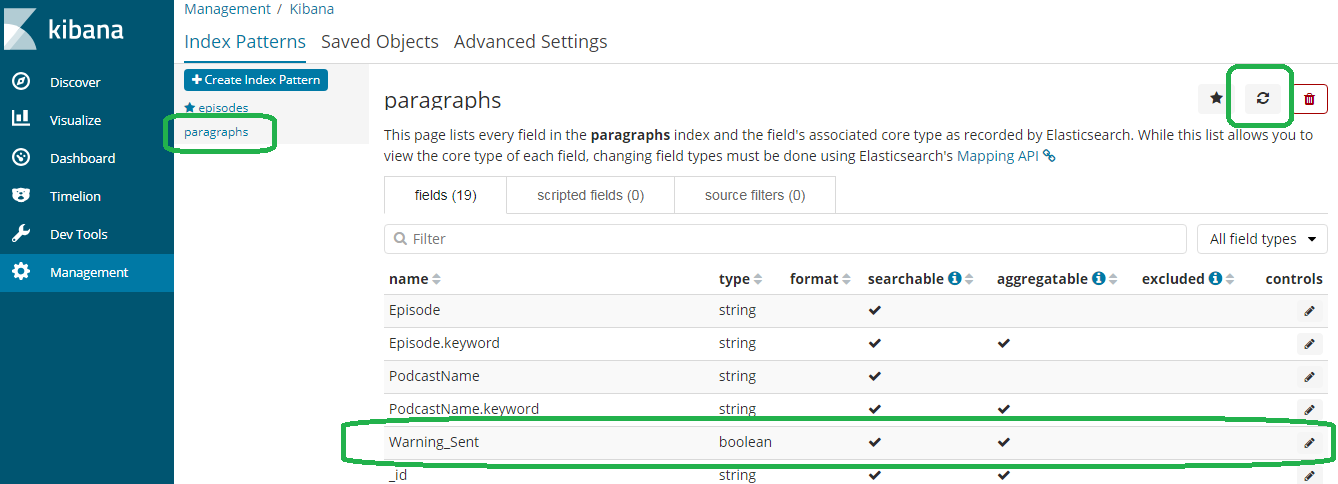 kibana
Discover
Visualize
Dashboard
Timelion
Dev Tools
Management
Management / Kibana
Index Patterns Saved Objects Advanced Settings
Create Index Pattern
episodes
paragraphs
paragraphs
This page lists every field in the paragraphs index and the field's associated core type as recorded by Elasticsearch. While this list allows you to
view the core type of each field, changing field types must be done using Elasticsearch's Mapping API
fields (19) scripted fields (0) source filters (0)
Filter All field types
name type format searchable aggregatable excluded controls
Episode string
Episode.keyword string
PodcastName string
PodcastName.keyword string
Warning_Sent boolean
_id string